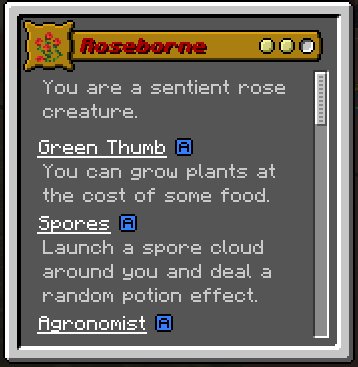 Roseborne
You are a sentient rose
creature.
Green Thumb A
You can grow plants at
the cost of some food.
Spores A
Launch a spore cloud
around you and deal a
random potion effect.
Agronomist A